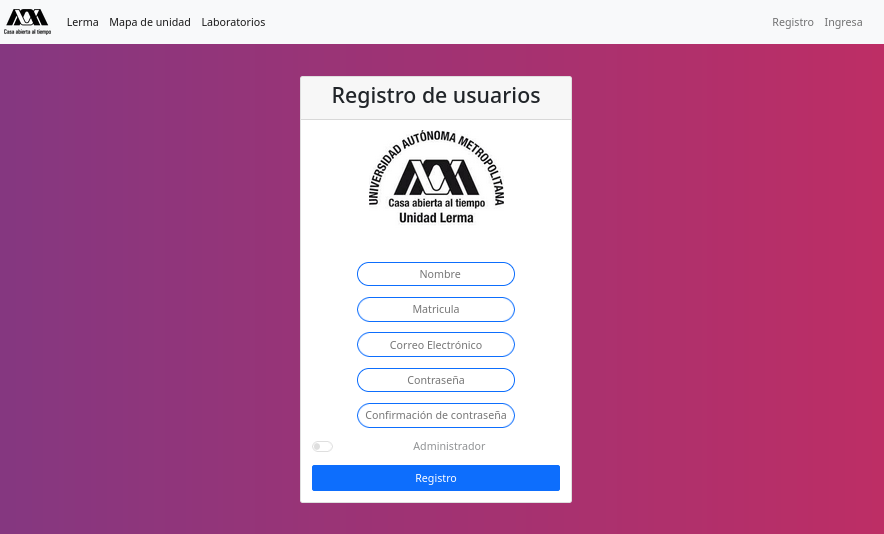 Casa abierta al tiempo
Lerma Mapa de unidad Laboratorios
Registro Ingresa
Registro de usuarios
UNIVERSIDAD AUTÓNOMA METROPOLITANA
Casa abierta al tiempo
Unidad Lerma
Nombre
Matricula
Correo Electrónico
Contraseña
Confirmación de contraseña
Administrador
Registro